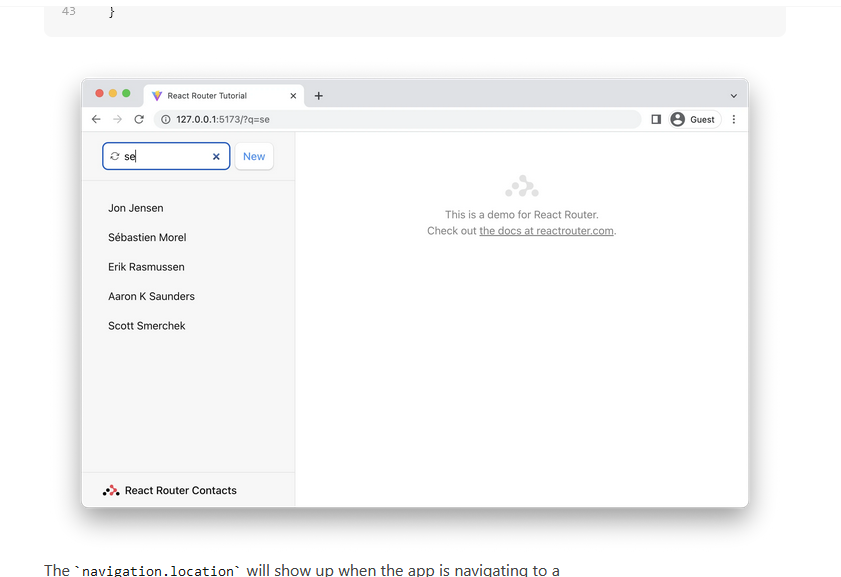 43 }
React Router Tutorial
127.0.0.1:5173/?q=se
Guest
se
New
Jon Jensen
Sébastien Morel
Erik Rasmussen
Aaron K Saunders
Scott Smerchek
This is a demo for React Router.
Check out the docs at reactrouter.com.
React Router Contacts
The `navigation.location` will show up when the app is navigating to a